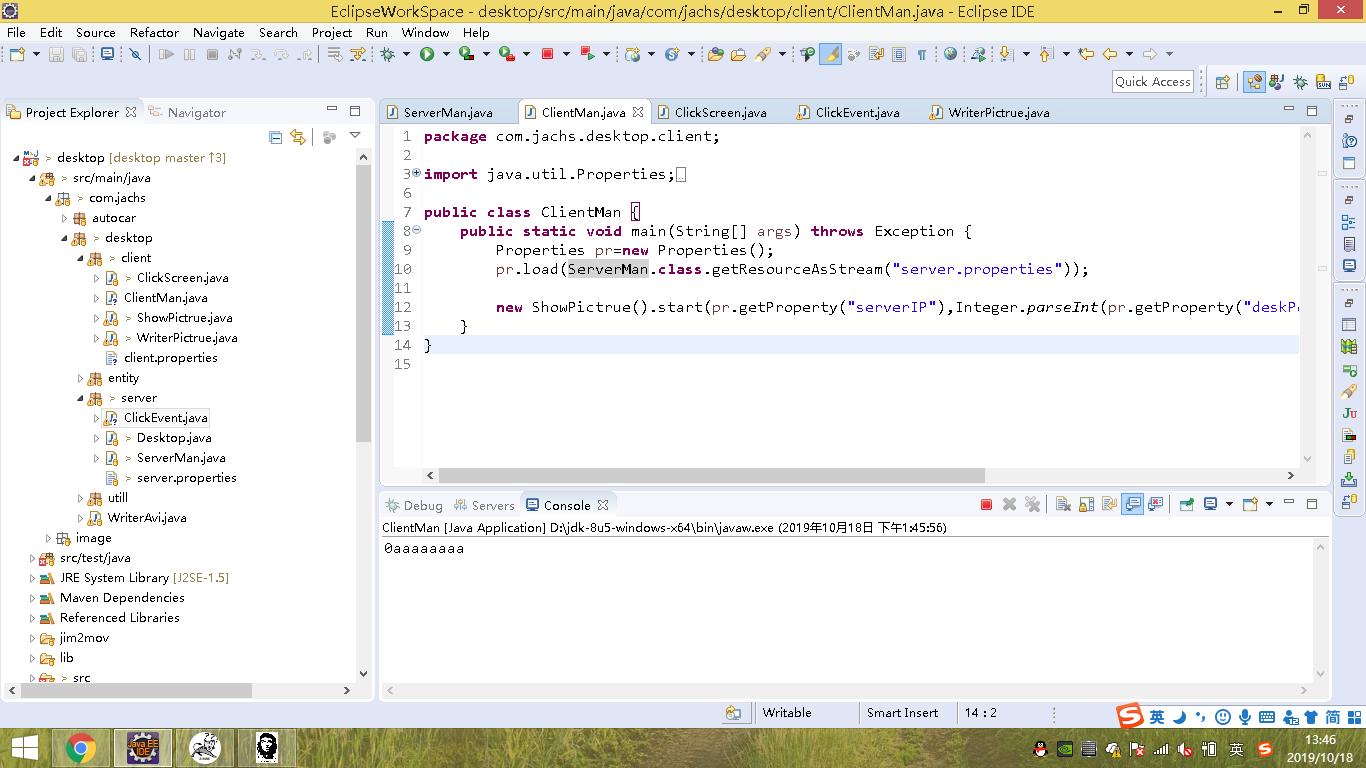 EclipseWorkSpace - desktop/src/main/java/com/jachs/desktop/client/ClientMan.java - Eclipse IDE
File Edit Source Refactor Navigate Search Project Run Window Help
Quick Access
Project Explorer Navigator
> desktop [desktop master ↑3]
> src/main/java
> com.jachs
autocar
> desktop
> client
> ClickScreen.java
> ClientMan.java
> ShowPictrue.java
> WriterPictrue.java
client.properties
entity
> server
ClickEvent.java
> Desktop.java
> ServerMan.java
> server.properties
utill
WriterAvi.java
image
src/test/java
JRE System Library [J2SE-1.5]
Maven Dependencies
Referenced Libraries
jim2mov
lib
> src
ServerMan.java ClientMan.java ClickScreen.java ClickEvent.java WriterPictrue.java
1 package com.jachs.desktop.client;
2
3 import java.util.Properties;
6
7 public class ClientMan {
8 public static void main(String[] args) throws Exception {
9 Properties pr=new Properties();
10 pr.load(ServerMan.class.getResourceAsStream("server.properties"));
11
12 new ShowPictrue().start(pr.getProperty("serverIP"),Integer.parseInt(pr.getProperty("deskP
13 }
14 }
15
Debug Servers Console
ClientMan [Java Application] D:\jdk-8u5-windows-x64\bin\javaw.exe (2019年10月18日 下午1:45:56)
0aaaaaaaa
Writable Smart Insert 14 : 2
英 简
Java EE
IDE
英
13:46
2019/10/18